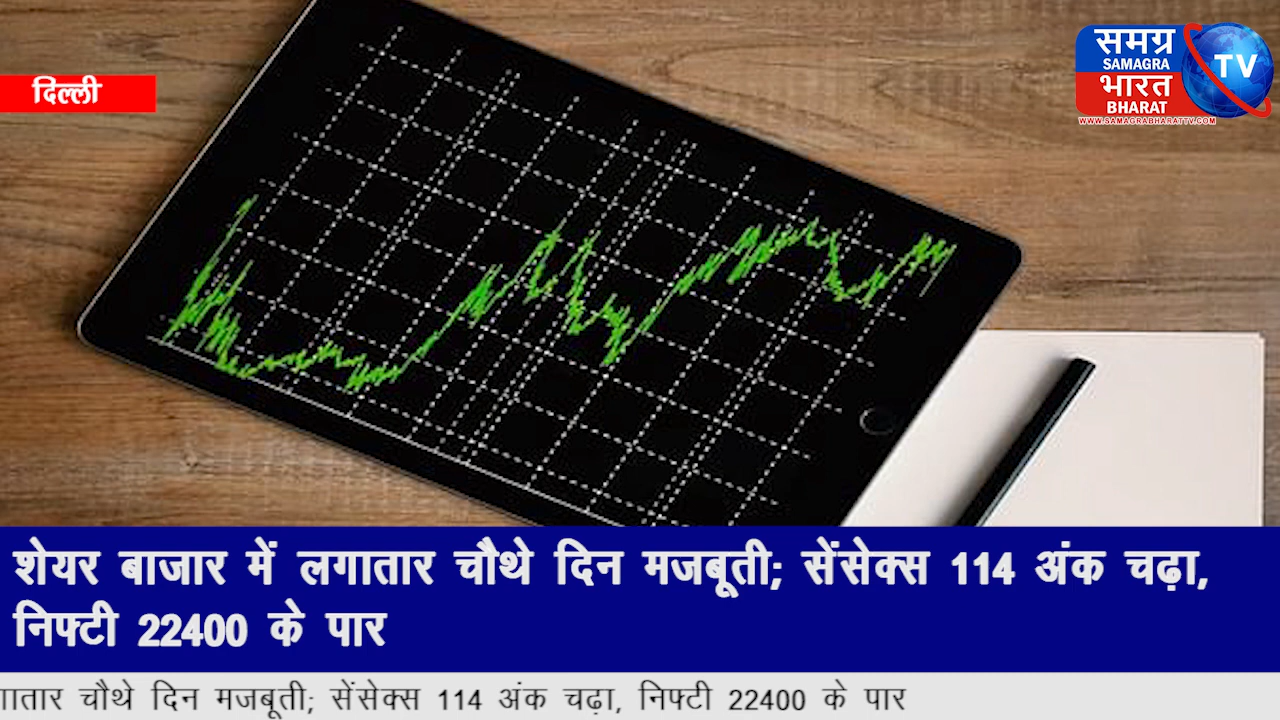 दिल्ली
समग्र
SAMAGRA
भारत
BHARAT
TV
WWW.SAMAGRABHARATTV.COM
शेयर बाजार में लगातार चौथे दिन मजबूती; सेंसेक्स 114 अंक चढ़ा,
निफ्टी 22400 के पार
गातार चौथे दिन मजबूती; सेंसेक्स 114 अंक चढ़ा, निफ्टी 22400 के पार